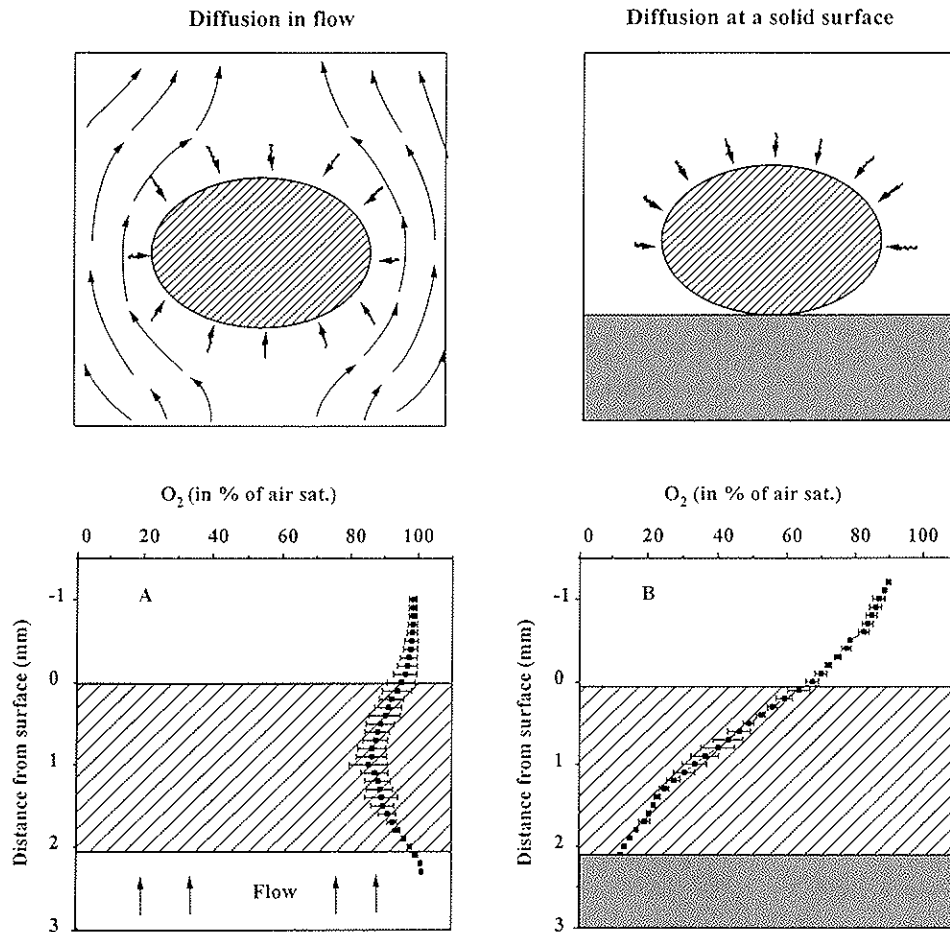 Diffusion in flow
Diffusion at a solid surface
O2 (in % of air sat.)
0 20 40 60 80 100
A
-1
0
1
2
3
Distance from surface (mm)
Flow
O2 (in % of air sat.)
0 20 40 60 80 100
B
-1
0
1
2
3
Distance from surface (mm)